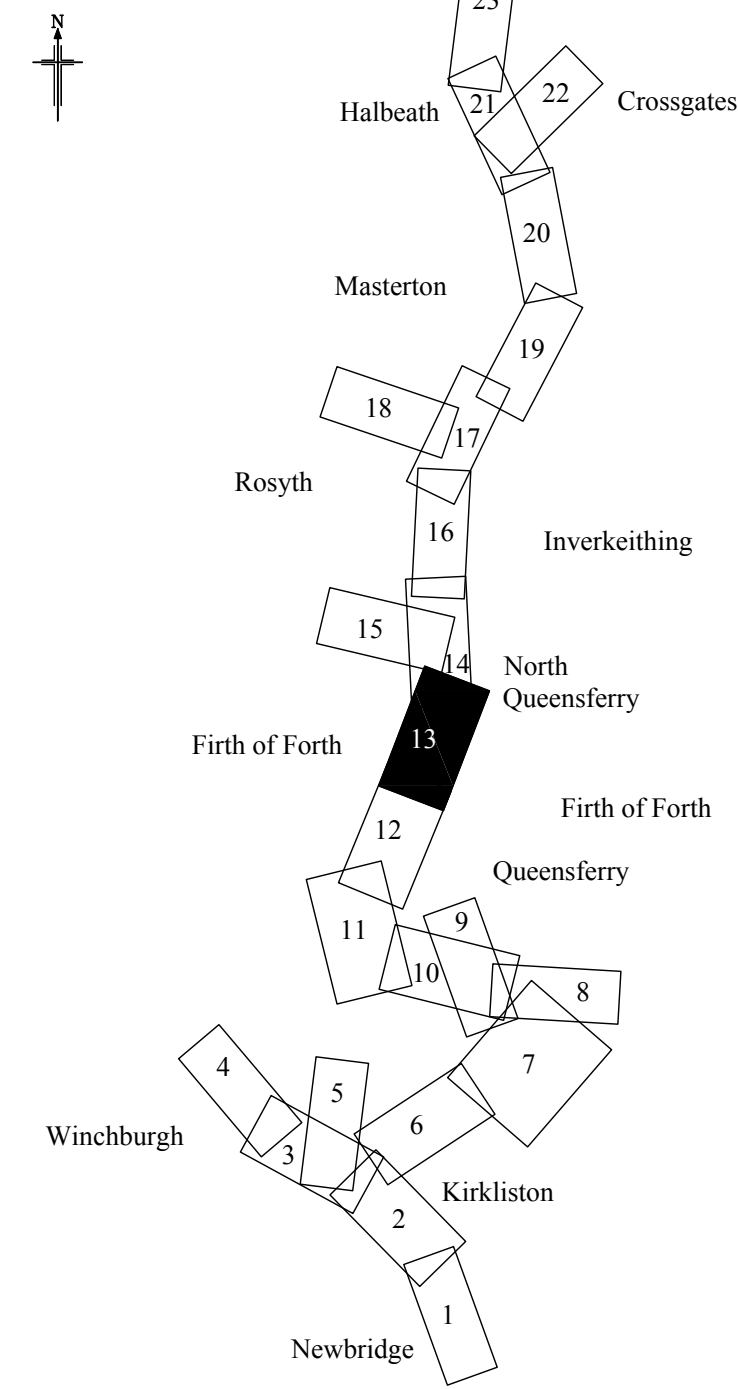 N
23
21
22
Halbeath
Crossgates
20
Masterton
19
18
17
Rosyth
16
Inverkeithing
15
14
North
Queensferry
13
Firth of Forth
Firth of Forth
12
Queensferry
9
11
10
8
7
4
5
6
Winchburgh
3
Kirkliston
2
1
Newbridge